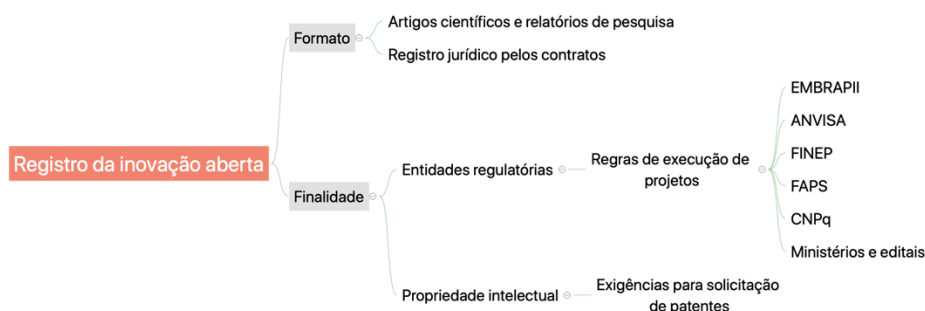 Registro da inovação aberta
Formato
Artigos científicos e relatórios de pesquisa
Registro jurídico pelos contratos
Finalidade
Entidades regulatórias
Regras de execução de
projetos
EMBRAPII
ANVISA
FINEP
FAPS
CNPq
Ministérios e editais
Propriedade intelectual
Exigências para solicitação
de patentes